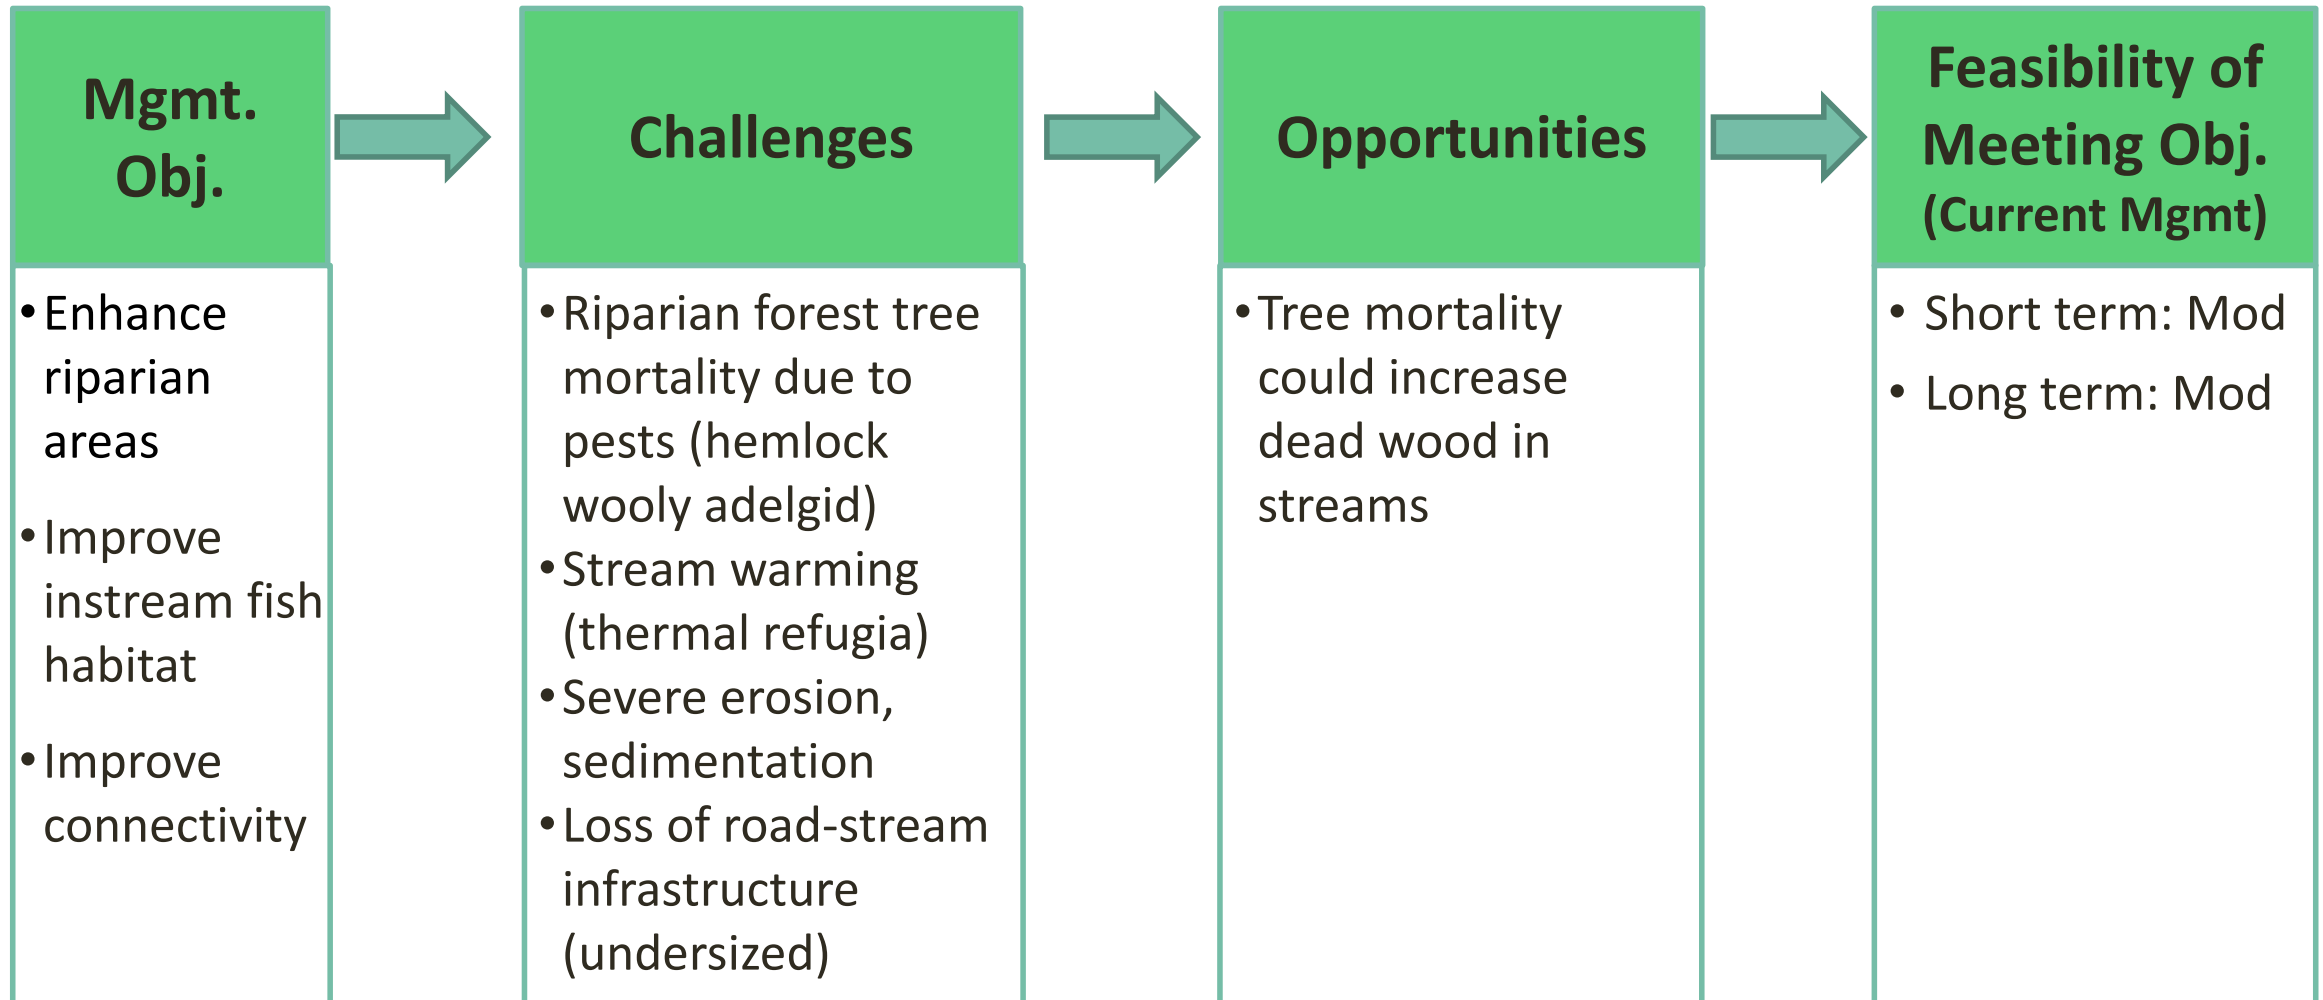 Mgmt.
Obj.
• Enhance
riparian
areas
• Improve
instream fish
habitat
• Improve
connectivity
Challenges
• Riparian forest tree
mortality due to
pests (hemlock
wooly adelgid)
• Stream warming
(thermal refugia)
• Severe erosion,
sedimentation
• Loss of road-stream
infrastructure
(undersized)
Opportunities
• Tree mortality
could increase
dead wood in
streams
Feasibility of
Meeting Obj.
(Current Mgmt)
• Short term: Mod
• Long term: Mod